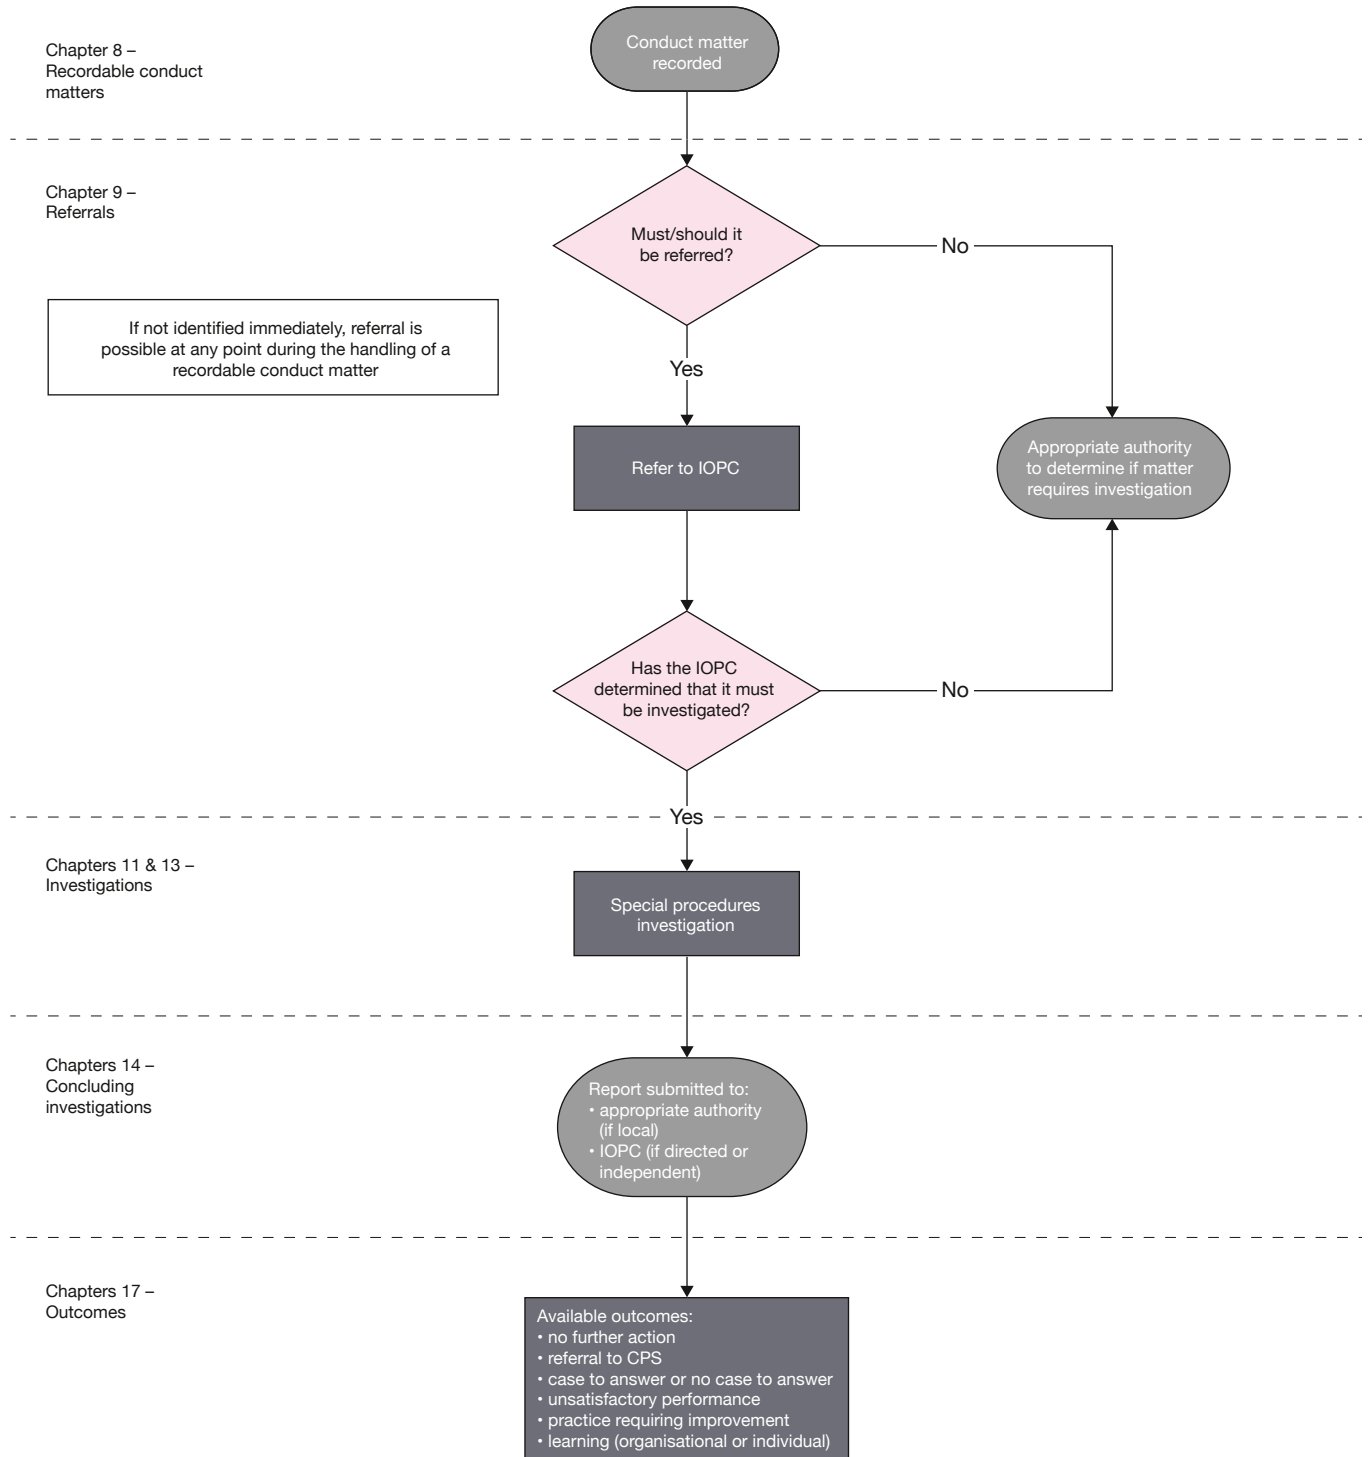 Chapter 8 –
Recordable conduct
matters
Conduct matter
recorded
Chapter 9 –
Referrals
Must/should it
be referred?
No
If not identified immediately, referral is
possible at any point during the handling of a
recordable conduct matter
Yes
Refer to IOPC
Appropriate authority
to determine if matter
requires investigation
Has the IOPC
determined that it must
be investigated?
No
Yes
Chapters 11 & 13 –
Investigations
Special procedures
investigation
Chapters 14 –
Concluding
investigations
Report submitted to:
• appropriate authority
(if local)
• IOPC (if directed or
independent)
Chapters 17 –
Outcomes
Available outcomes:
• no further action
• referral to CPS
• case to answer or no case to answer
• unsatisfactory performance
• practice requiring improvement
• learning (organisational or individual)